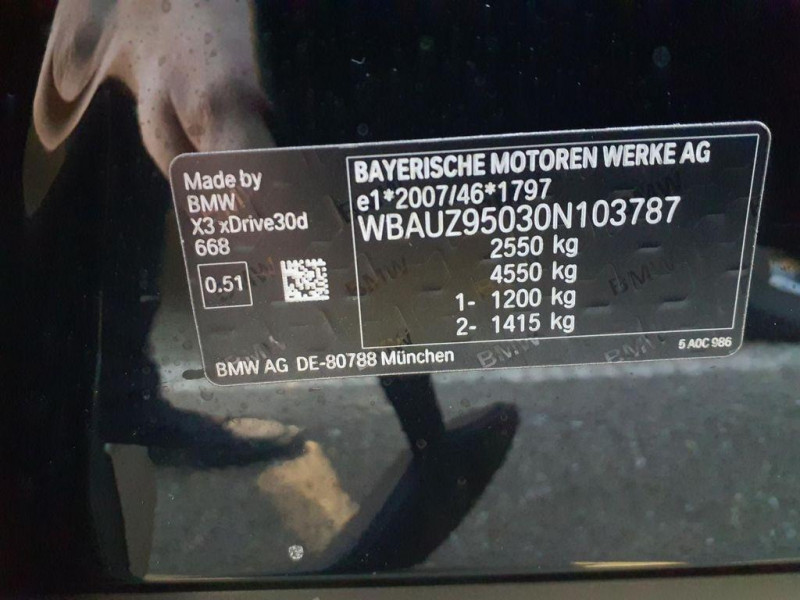 Made by
BMW
X3 xDrive30d
668
0.51
BAYERISCHE MOTOREN WERKE AG
e1*2007/46*1797
WBAUZ95030N103787
2550 kg
4550 kg
1- 1200 kg
2- 1415 kg
BMW AG DE-80788 München
5 A0C 986